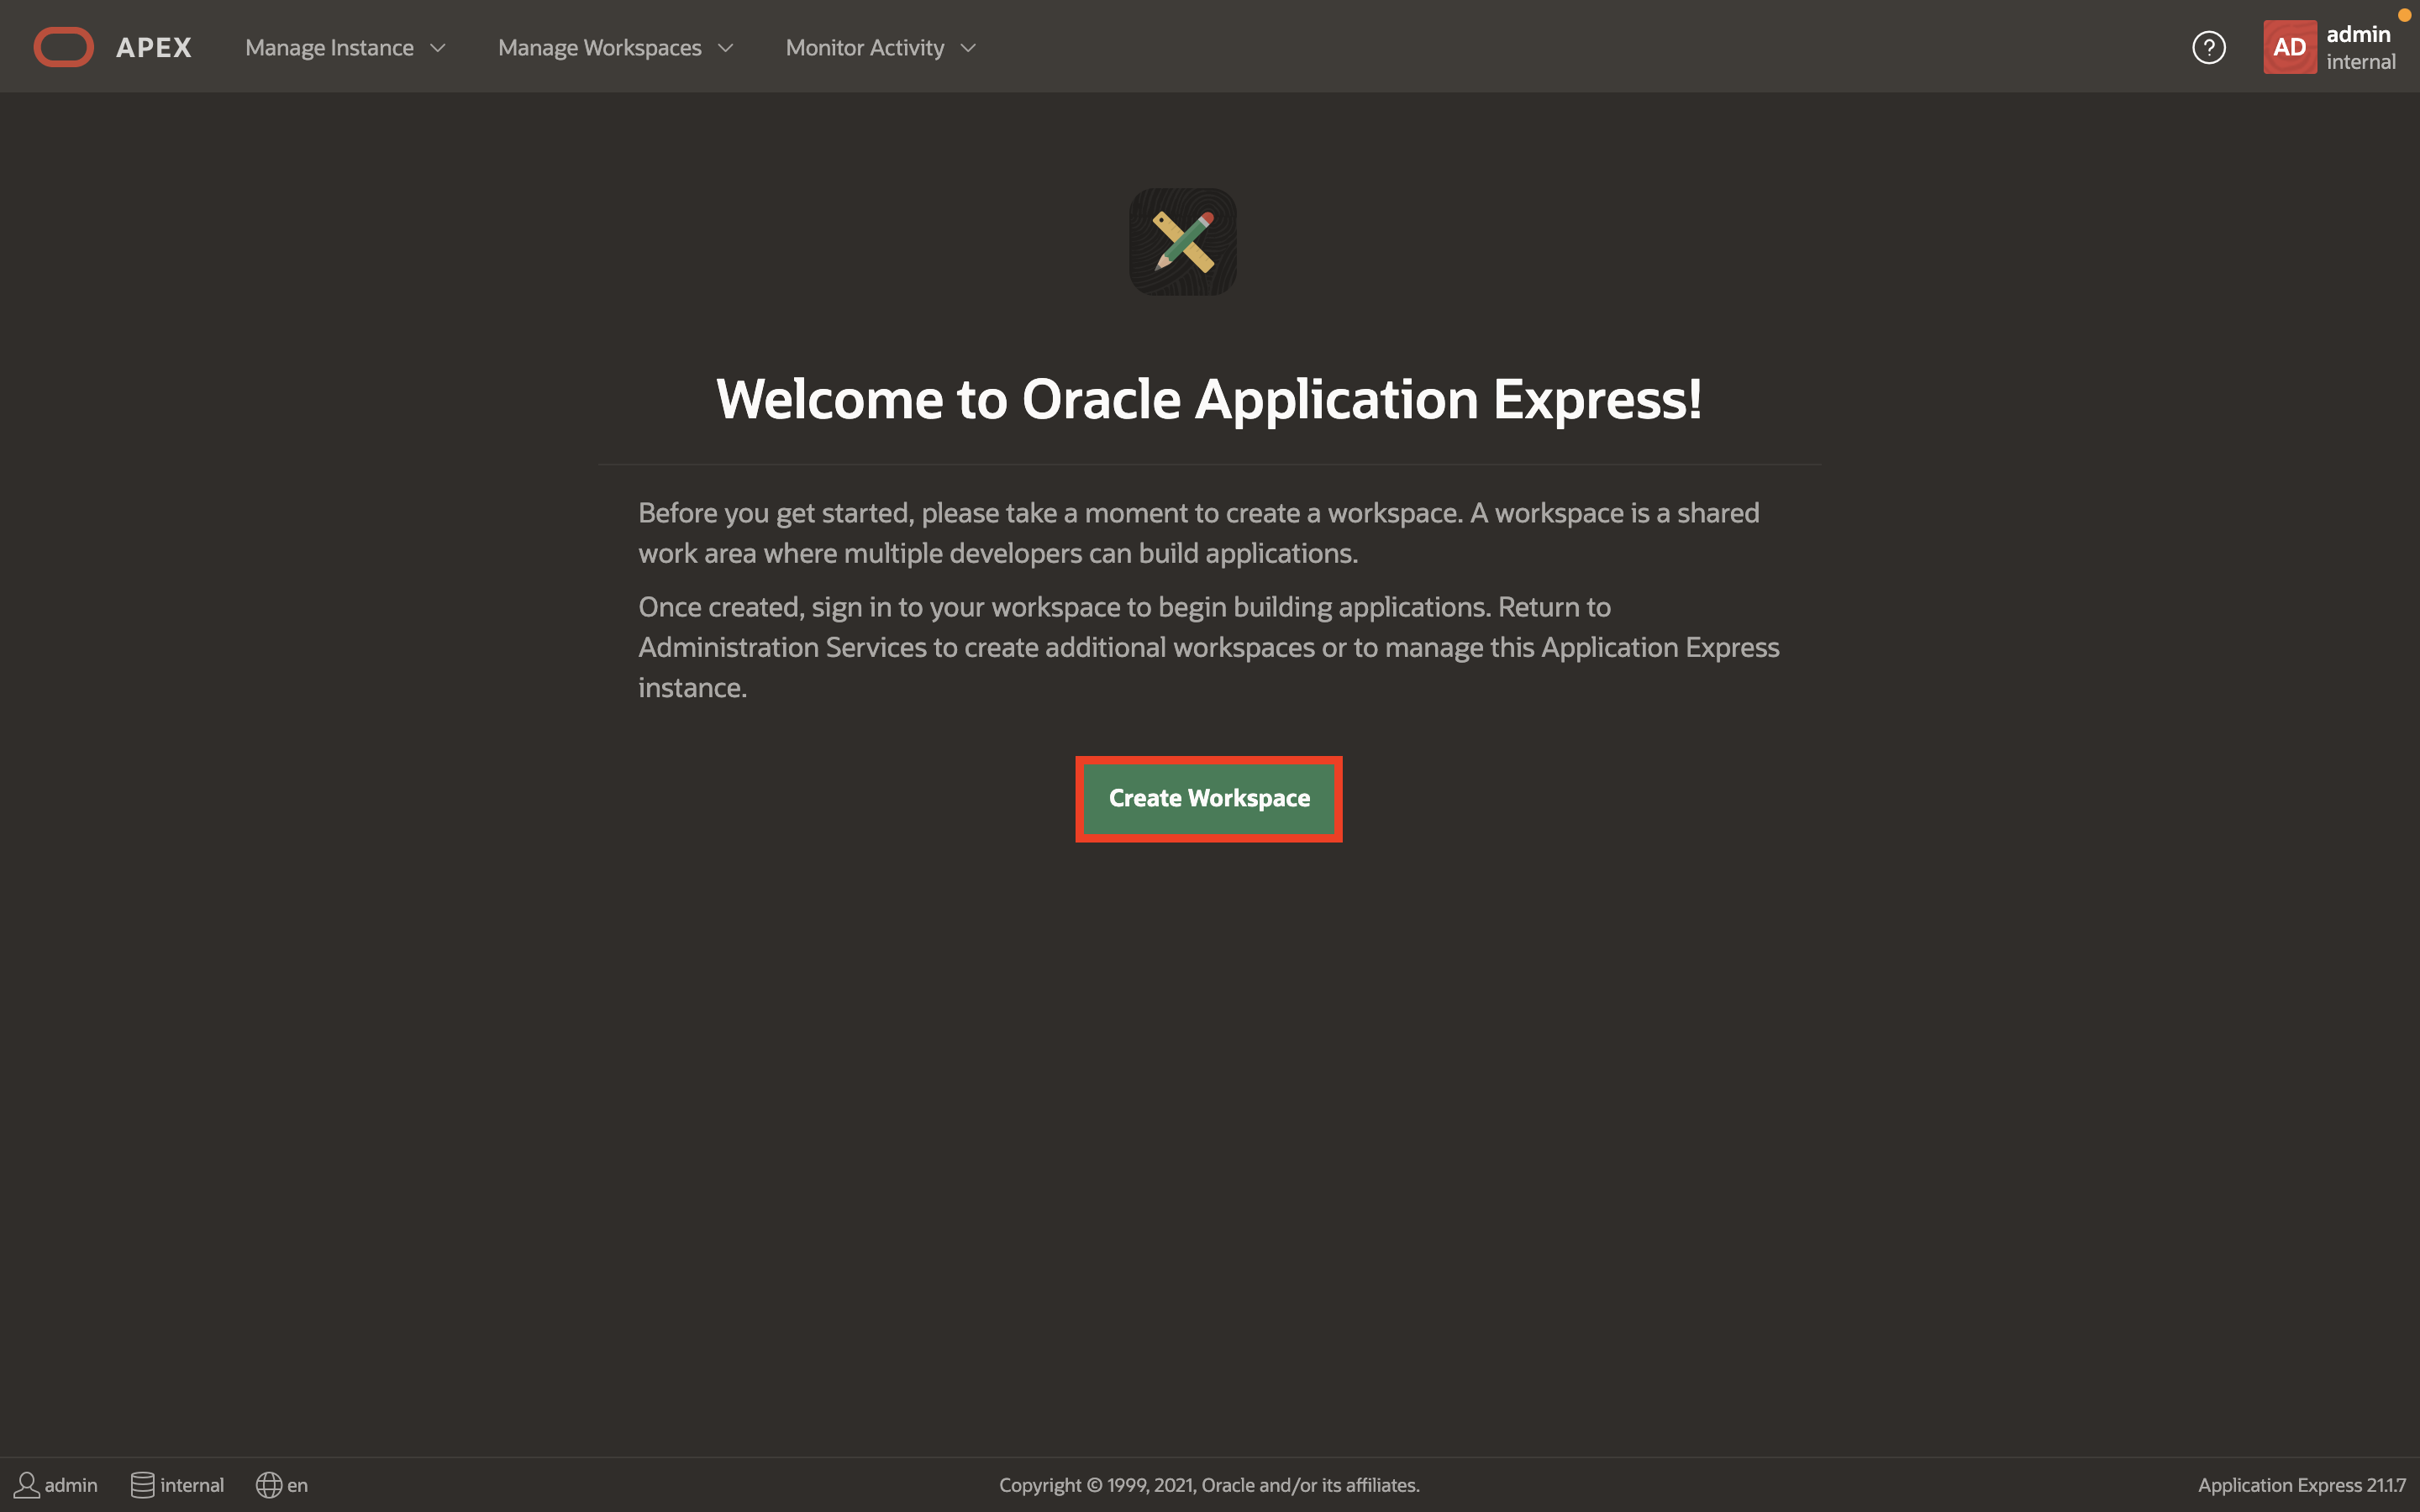 APEX Manage Instance Manage Workspaces Monitor Activity ? AD admin
internal
Welcome to Oracle Application Express!
Before you get started, please take a moment to create a workspace. A workspace is a shared
work area where multiple developers can build applications.
Once created, sign in to your workspace to begin building applications. Return to
Administration Services to create additional workspaces or to manage this Application Express
instance.
Create Workspace
admin internal en Copyright © 1999, 2021, Oracle and/or its affiliates. Application Express 21.1.7